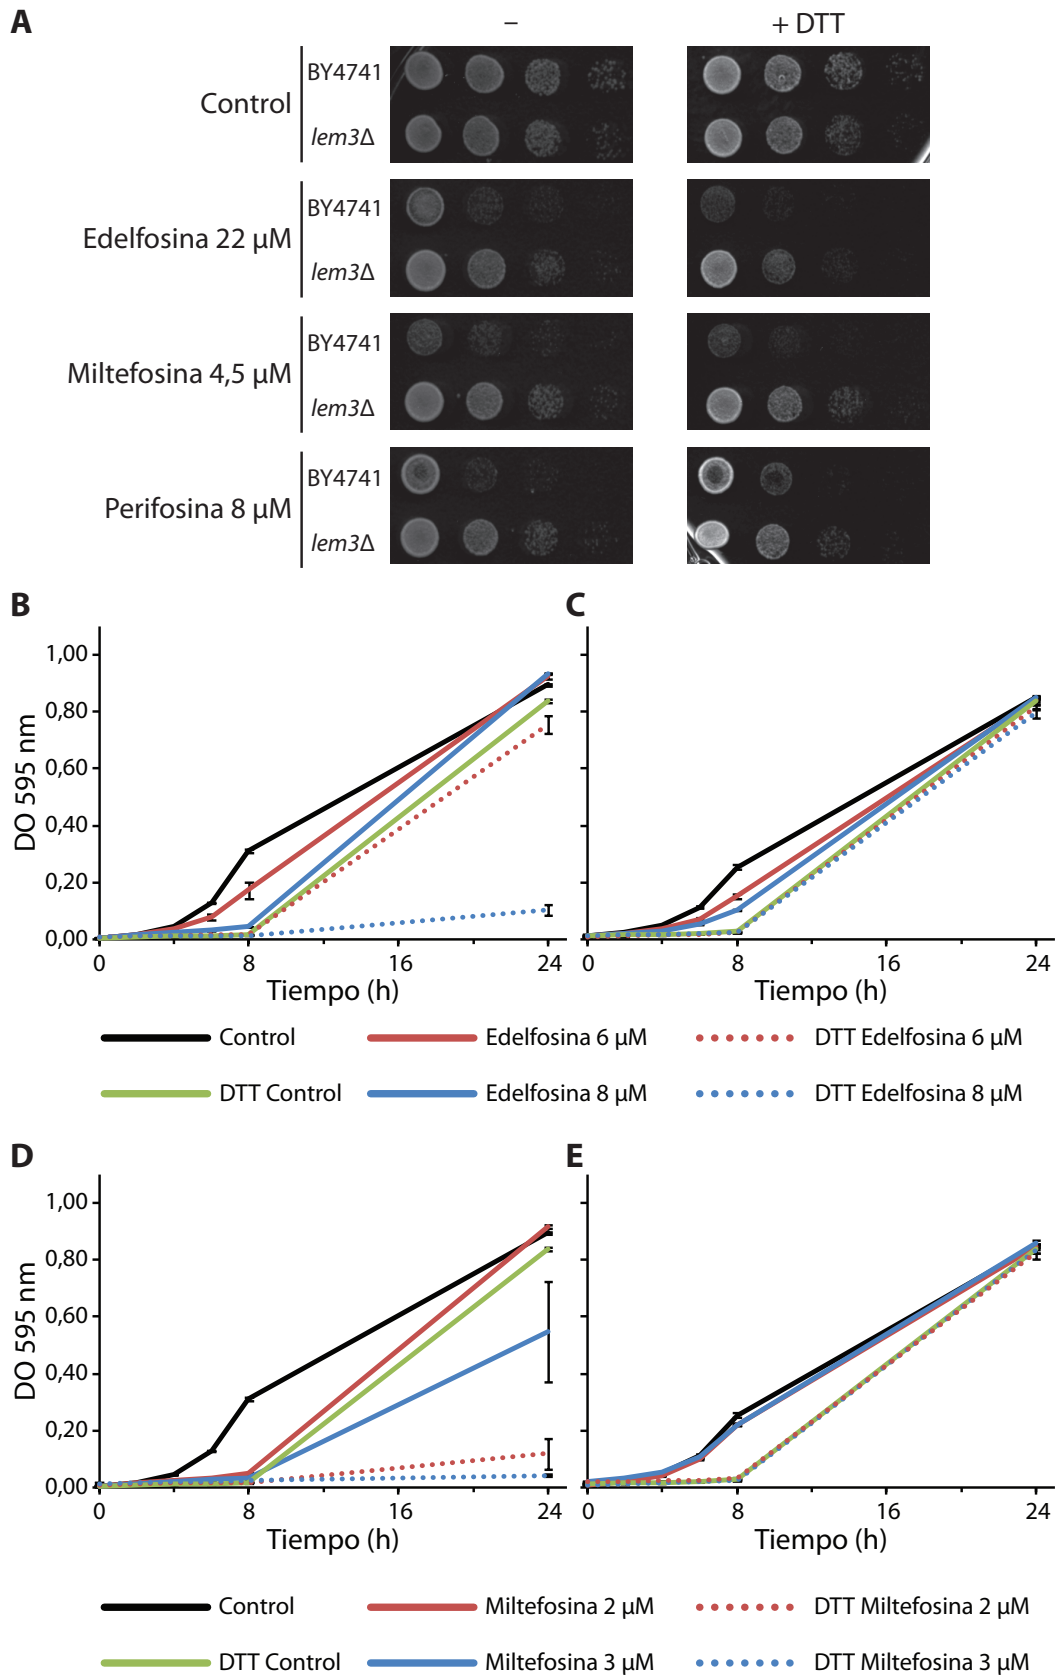 A
– + DTT
Control
BY4741
lem3Δ
Edelfosina 22 μM
BY4741
lem3Δ
Miltefosina 4,5 μM
BY4741
lem3Δ
Perifosina 8 μM
BY4741
lem3Δ
B C
DO 595 nm
1,00
0,80
0,60
0,40
0,20
0,00
0 8 16 24 0 8 16 24
Tiempo (h) Tiempo (h)
Control Edelfosina 6 μM DTT Edelfosina 6 μM
DTT Control Edelfosina 8 μM DTT Edelfosina 8 μM
D E
DO 595 nm
1,00
0,80
0,60
0,40
0,20
0,00
0 8 16 24 0 8 16 24
Tiempo (h) Tiempo (h)
Control Miltefosina 2 μM DTT Miltefosina 2 μM
DTT Control Miltefosina 3 μM DTT Miltefosina 3 μM